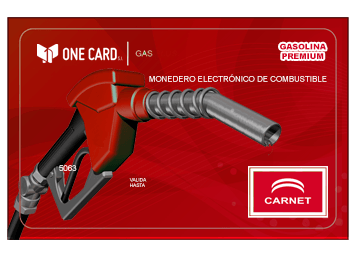 ONE CARD
GAS
GASOLINA
PREMIUM
MONEDERO ELECTRÓNICO DE COMBUSTIBLE
5063
VALIDA
HASTA
CARNET